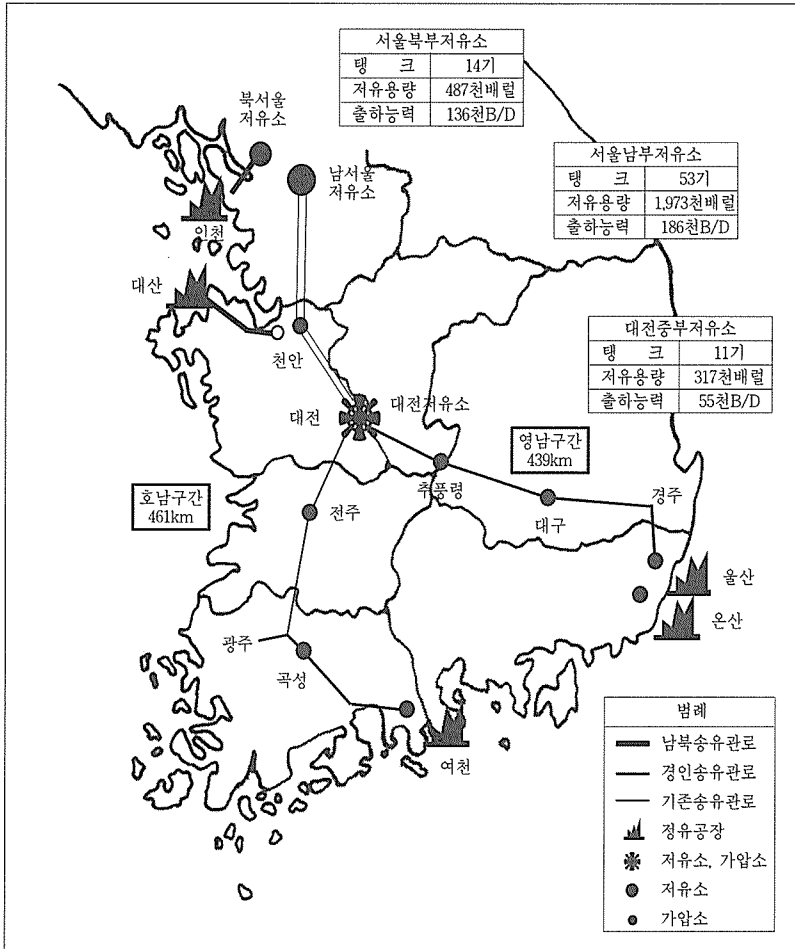 서울북부저유소
탱 크 14기
저유용량 487천배럴
출하능력 136천B/D
북서울
저유소
서울남부저유소
탱 크 53기
저유용량 1,973천배럴
출하능력 186천B/D
남서울
저유소
인천
대산
천안
대전중부저유소
탱 크 11기
저유용량 317천배럴
출하능력 55천B/D
대전
대전저유소
영남구간
439km
추풍령
호남구간
461km
전주
대구
경주
울산
온산
광주
곡성
여천
범례
남북송유관로
경인송유관로
기존송유관로
정유공장
저유소, 가압소
저유소
가압소